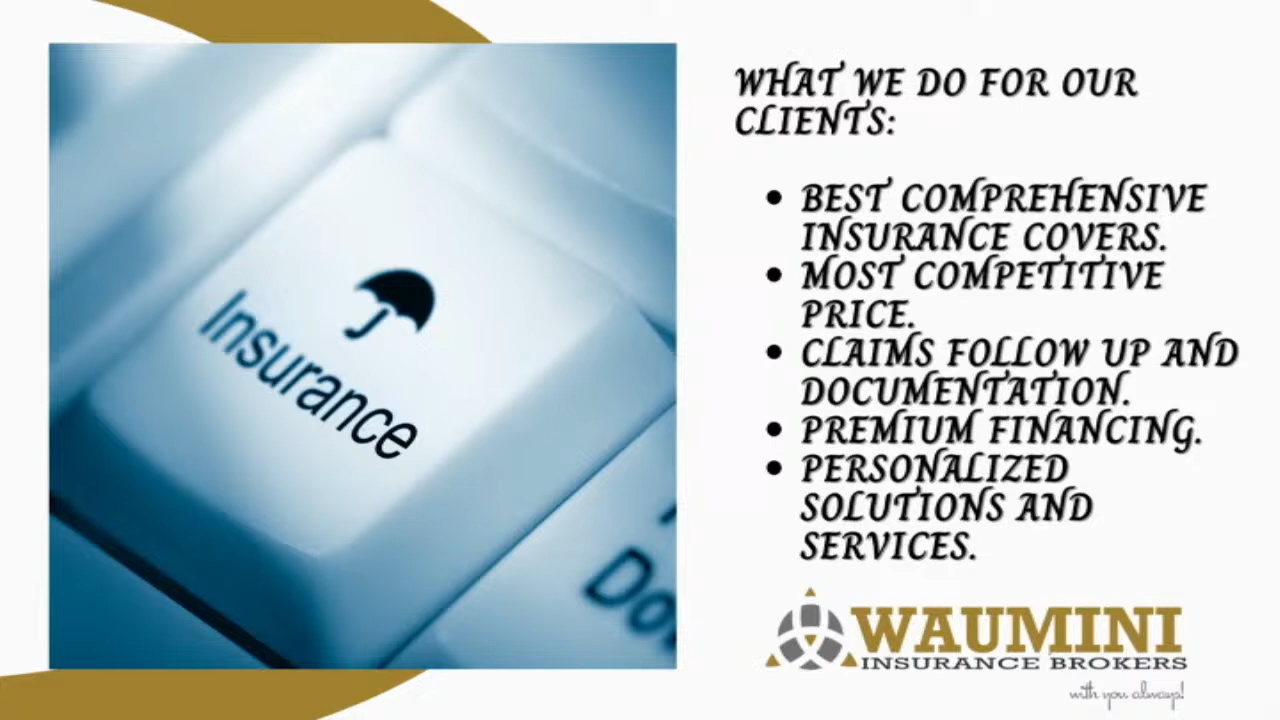 Insurance
Dow
WHAT WE DO FOR OUR
CLIENTS:
• BEST COMPREHENSIVE
INSURANCE COVERS.
• MOST COMPETITIVE
PRICE.
• CLAIMS FOLLOW UP AND
DOCUMENTATION.
• PREMIUM FINANCING.
• PERSONALIZED
SOLUTIONS AND
SERVICES.
WAUMINI
INSURANCE BROKERS
with you always!